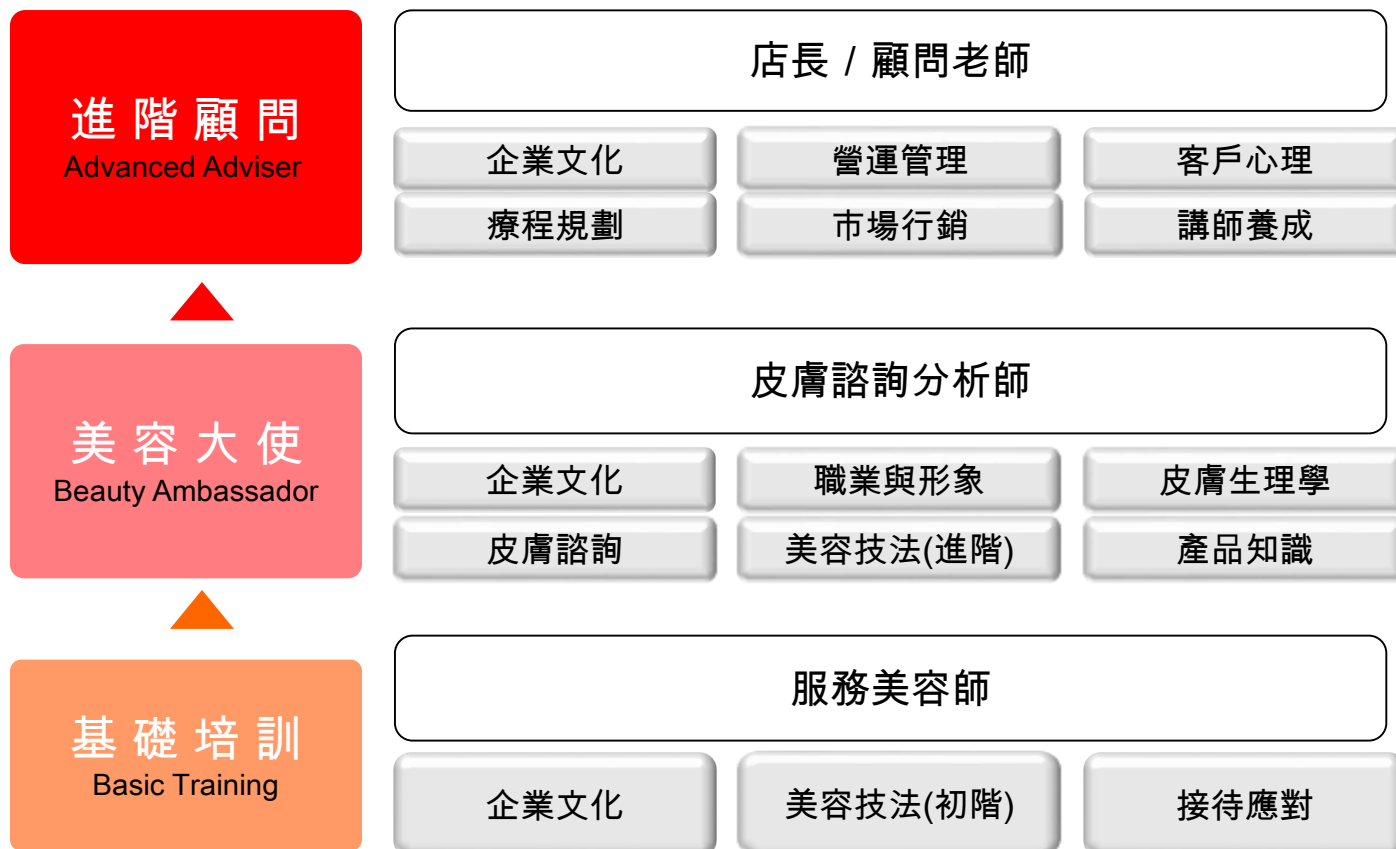 進階顧問
Advanced Adviser
店長 / 顧問老師
企業文化
營運管理
客戶心理
療程規劃
市場行銷
講師養成
美容大使
Beauty Ambassador
皮膚諮詢分析師
企業文化
職業與形象
皮膚生理學
皮膚諮詢
美容技法(進階)
產品知識
基礎培訓
Basic Training
服務美容師
企業文化
美容技法(初階)
接待應對